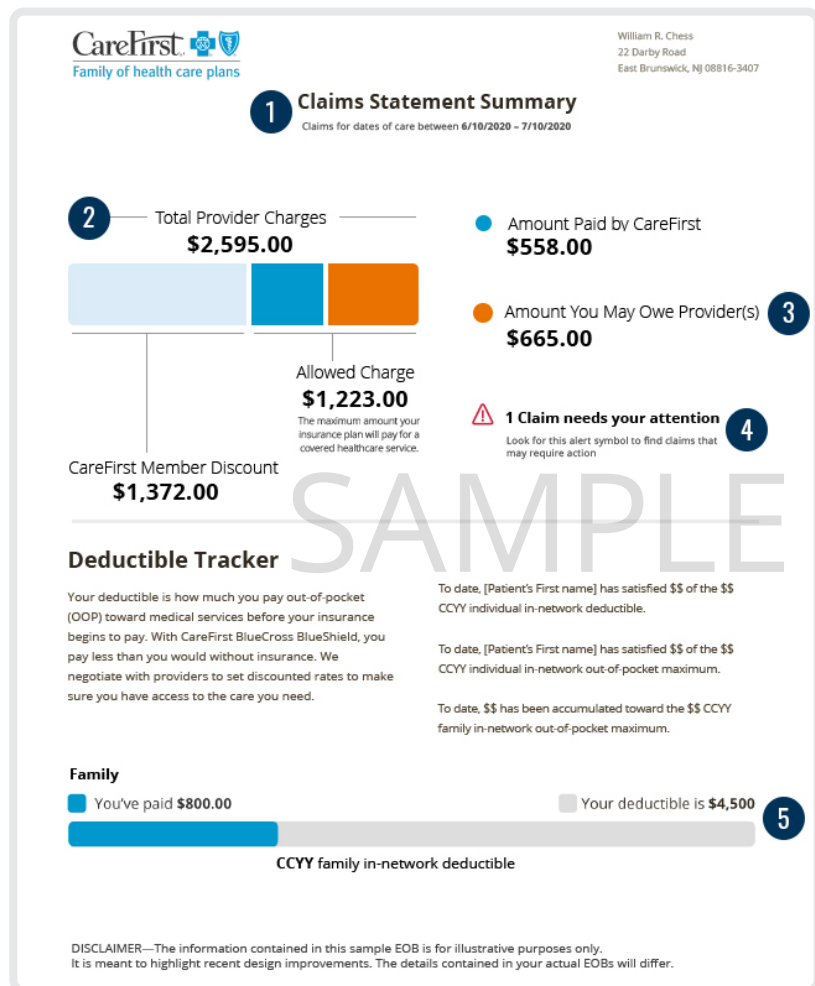 CareFirst
Family of health care plans
William R. Chess
22 Darby Road
East Brunswick, NJ 08816-3407
1
Claims Statement Summary
Claims for dates of care between 6/10/2020 – 7/10/2020
2
Total Provider Charges
$2,595.00
Amount Paid by CareFirst
$558.00
Amount You May Owe Provider(s)
3
$665.00
Allowed Charge
$1,223.00
The maximum amount your
insurance plan will pay for a
covered healthcare service.
1 Claim needs your attention
4
Look for this alert symbol to find claims that
may require action
CareFirst Member Discount
$1,372.00
SAMPLE
Deductible Tracker
Your deductible is how much you pay out-of-pocket
(OOP) toward medical services before your insurance
begins to pay. With CareFirst BlueCross BlueShield, you
pay less than you would without insurance. We
negotiate with providers to set discounted rates to make
sure you have access to the care you need.
To date, [Patient's First name] has satisfied $$ of the $$
CCYY individual in-network deductible.
To date, [Patient's First name] has satisfied $$ of the $$
CCYY individual in-network out-of-pocket maximum.
To date, $$ has been accumulated toward the $$ CCYY
family in-network out-of-pocket maximum.
Family
You've paid $800.00
Your deductible is $4,500
5
CCYY family in-network deductible
DISCLAIMER—The information contained in this sample EOB is for illustrative purposes only.
It is meant to highlight recent design improvements. The details contained in your actual EOBs will differ.